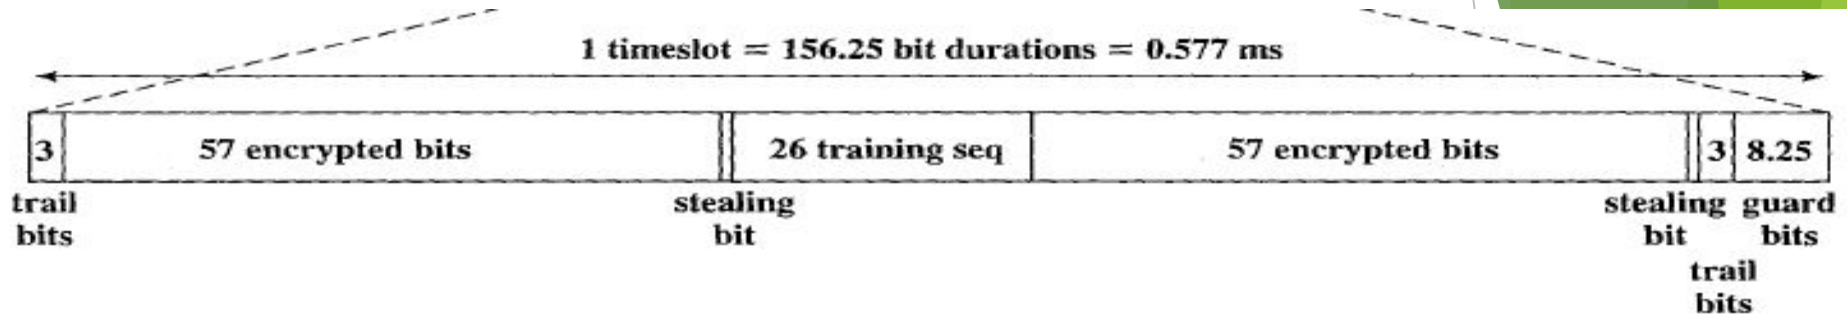 1 timeslot = 156.25 bit durations = 0.577 ms
3 57 encrypted bits 26 training seq 57 encrypted bits 3 8.25
trail stealing stealing guard
bits bit bit bits
trail
bits